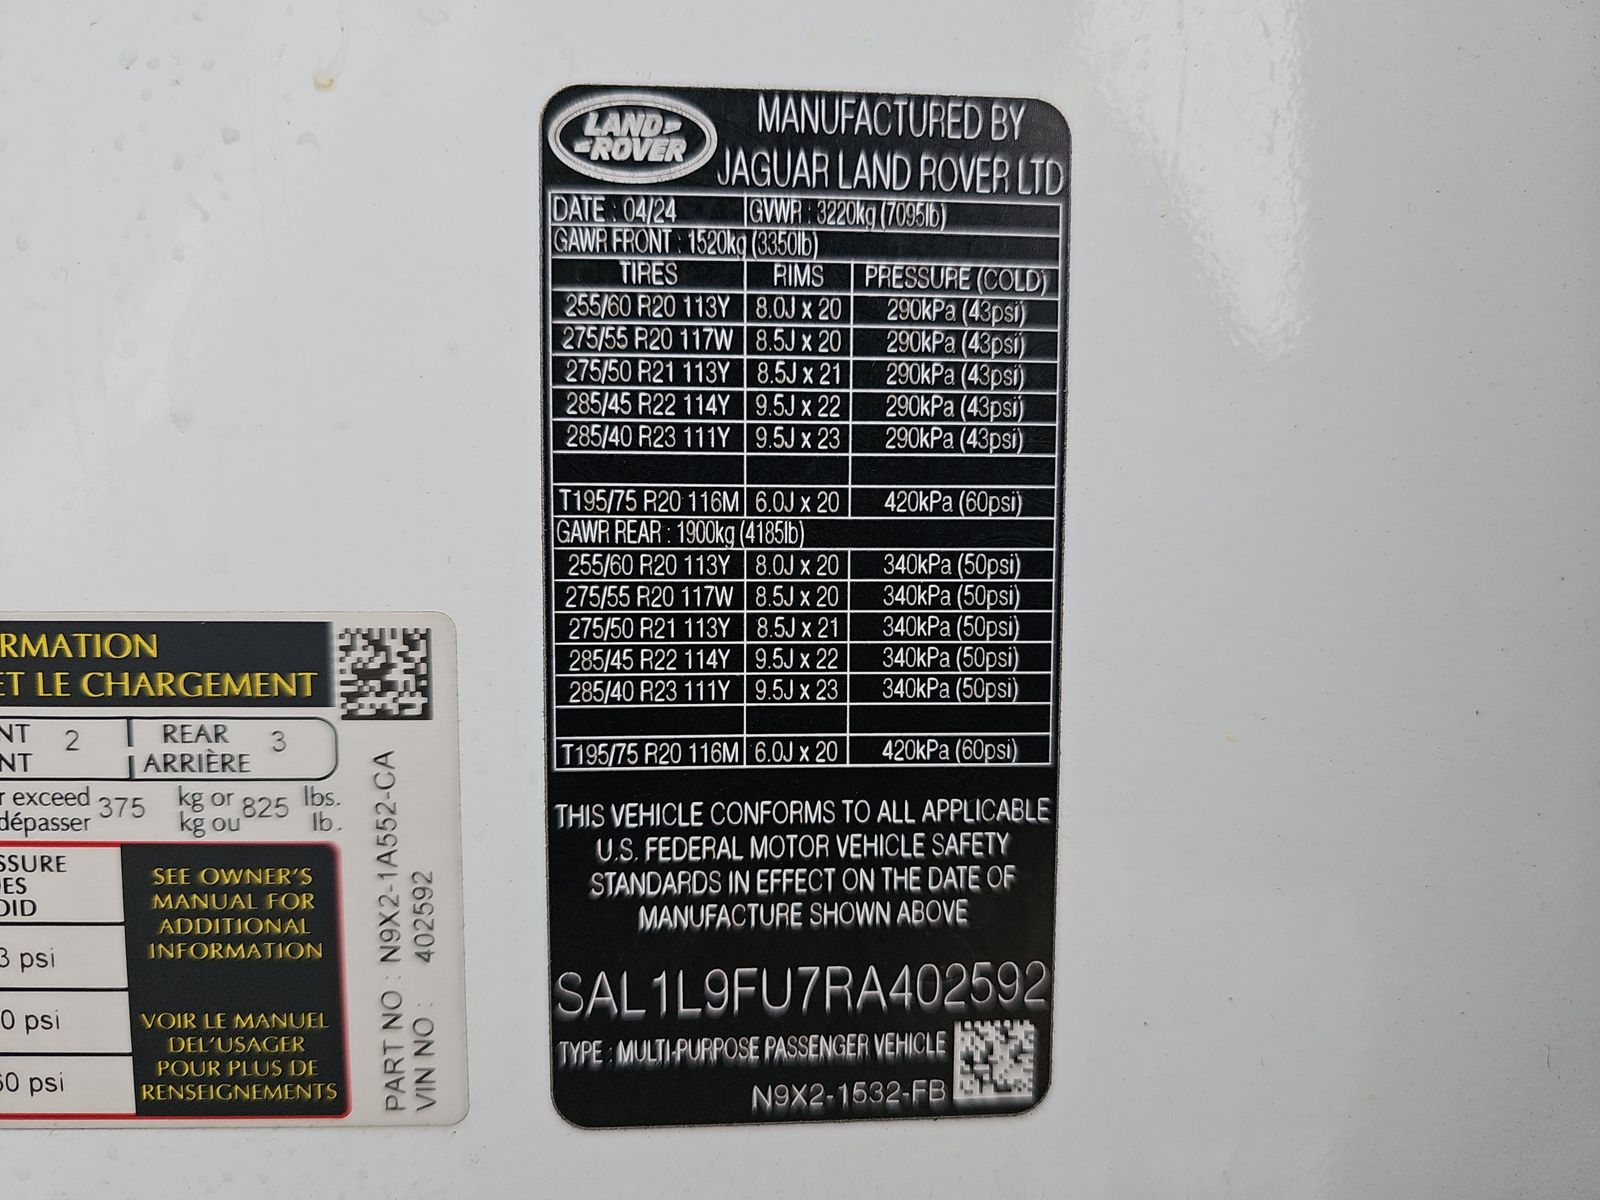 LAND
ROVER
MANUFACTURED BY
JAGUAR LAND ROVER LTD
DATE : 04/24 GVWR : 3220kg (7095lb)
GAWR FRONT : 1520kg (3350lb)
TIRES RIMS PRESSURE (COLD)
255/60 R20 113Y 8.0J x 20 290kPa (43psi)
275/55 R20 117W 8.5J x 20 290kPa (43psi)
275/50 R21 113Y 8.5J x 21 290kPa (43psi)
285/45 R22 114Y 9.5J x 22 290kPa (43psi)
285/40 R23 111Y 9.5J x 23 290kPa (43psi)
T195/75 R20 116M 6.0J x 20 420kPa (60psi)
GAWR REAR : 1900kg (4185lb)
255/60 R20 113Y 8.0J x 20 340kPa (50psi)
275/55 R20 117W 8.5J x 20 340kPa (50psi)
275/50 R21 113Y 8.5J x 21 340kPa (50psi)
285/45 R22 114Y 9.5J x 22 340kPa (50psi)
285/40 R23 111Y 9.5J x 23 340kPa (50psi)
T195/75 R20 116M 6.0J x 20 420kPa (60psi)
THIS VEHICLE CONFORMS TO ALL APPLICABLE
U.S. FEDERAL MOTOR VEHICLE SAFETY
STANDARDS IN EFFECT ON THE DATE OF
MANUFACTURE SHOWN ABOVE
SAL1L9FU7RA402592
TYPE : MULTI-PURPOSE PASSENGER VEHICLE
N9X2-1532-FB
RMATION
ET LE CHARGEMENT
NT 2 REAR 3
NT ARRIÈRE
r exceed 375 kg or 825 lbs.
dépasser kg ou lb.
SSURE
ES
OID
3 psi
0 psi
60 psi
SEE OWNER'S
MANUAL FOR
ADDITIONAL
INFORMATION
VOIR LE MANUEL
DEL'USAGER
POUR PLUS DE
RENSEIGNEMENTS
PART NO : N9X2-1A552-CA
VIN NO : 402592